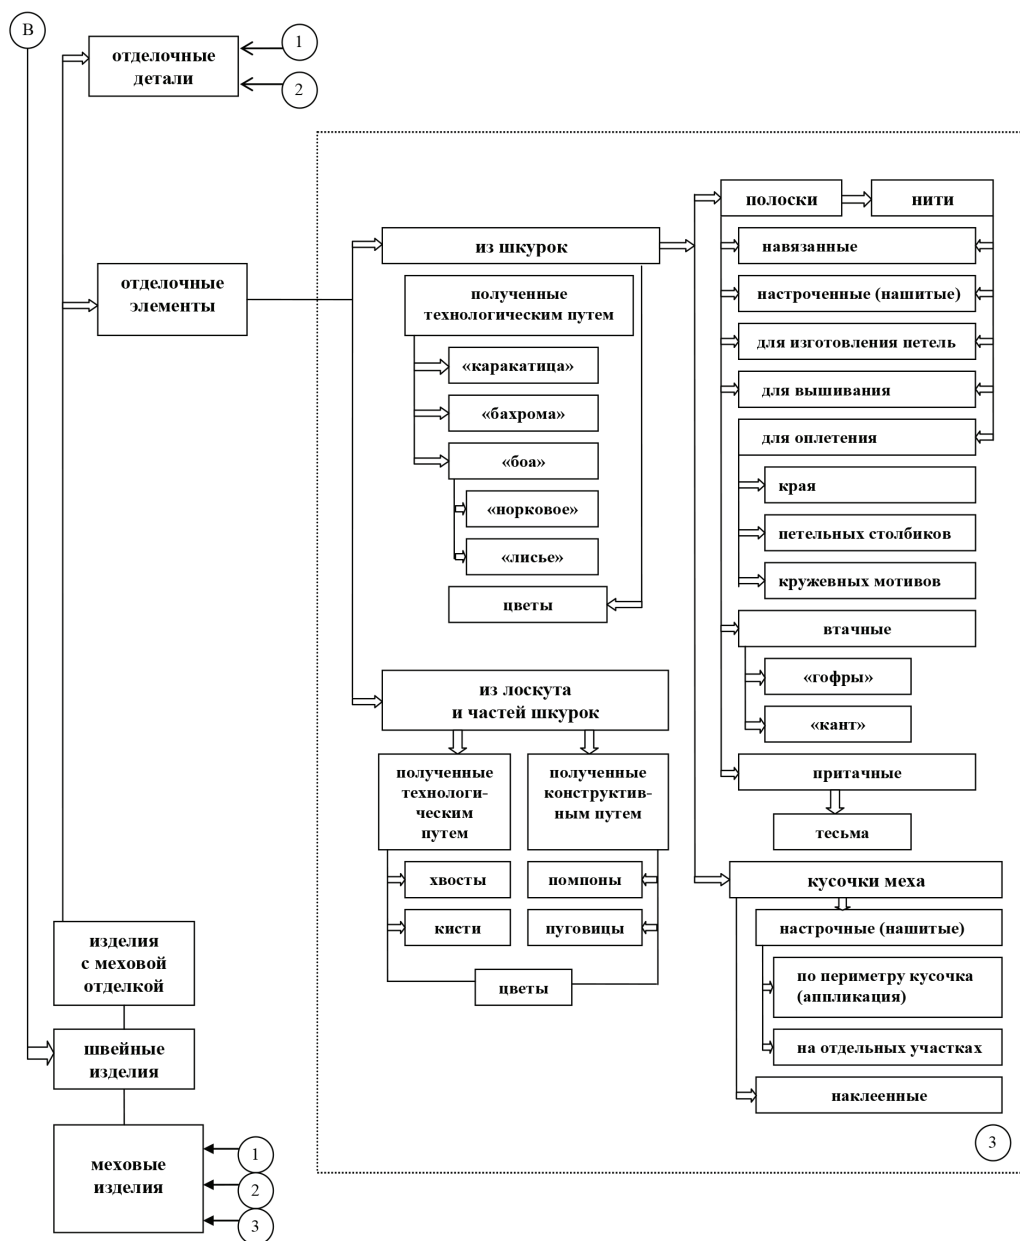 В
отделочные
детали
1
2
отделочные
элементы
из шкурок
полученные
технологическим путем
«каракатица»
«бахрома»
«боа»
«норковое»
«лисье»
цветы
из лоскута
и частей шкурок
полученные
технологи-
ческим
путем
полученные
конструктив-
ным путем
хвосты
кисти
помпоны
пуговицы
цветы
полоски
нити
навязанные
настроченные (нашитые)
для изготовления петель
для вышивания
для оплетения
края
петельных столбиков
кружевных мотивов
втачные
«гофры»
«кант»
притачные
тесьма
кусочки меха
настрочные (нашитые)
по периметру кусочка
(аппликация)
на отдельных участках
наклеенные
3
изделия
с меховой
отделкой
швейные
изделия
меховые
изделия
1
2
3